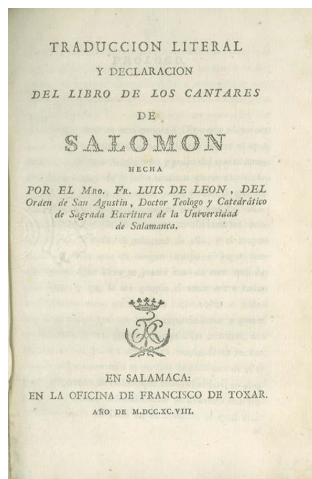 TRADUCCION LITERAL
Y DECLARACION
DEL LIBRO DE LOS CANTARES
DE
SALOMON
HECHA
POR EL Mro. Fr. LUIS DE LEON, DEL
Orden de San Agustin, Doctor Teologo y Catedrático
de Sagrada Escritura de la Universidad
de Salamanca.
EN SALAMACA:
EN LA OFICINA DE FRANCISCO DE TOXAR.
AÑO DE M.DCC.XC.VIII.